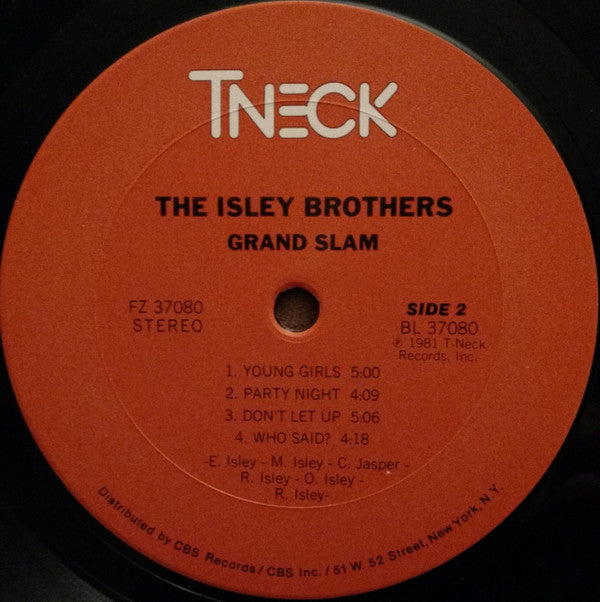 TNECK
THE ISLEY BROTHERS
GRAND SLAM
FZ 37080
STEREO
SIDE 2
BL 37080
℗ 1981 T-Neck
Records, Inc.
1. YOUNG GIRLS 5:00
2. PARTY NIGHT 4:09
3. DON'T LET UP 5:06
4. WHO SAID? 4:18
-E. Isley - M. Isley - C. Jasper -
R. Isley - O. Isley -
R. Isley-
Distributed by CBS Records / CBS Inc. / 51 W. 52 Street, New York, N.Y.